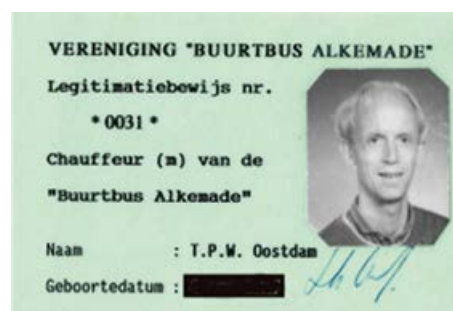 VERENIGING "BUURTBUS ALKEMADE"
Legitimatiebewijs nr.
* 0031 *
Chauffeur (m) van de
"Buurtbus Alkemade"
Naam : T.P.W. Oostdam
Geboortedatum :